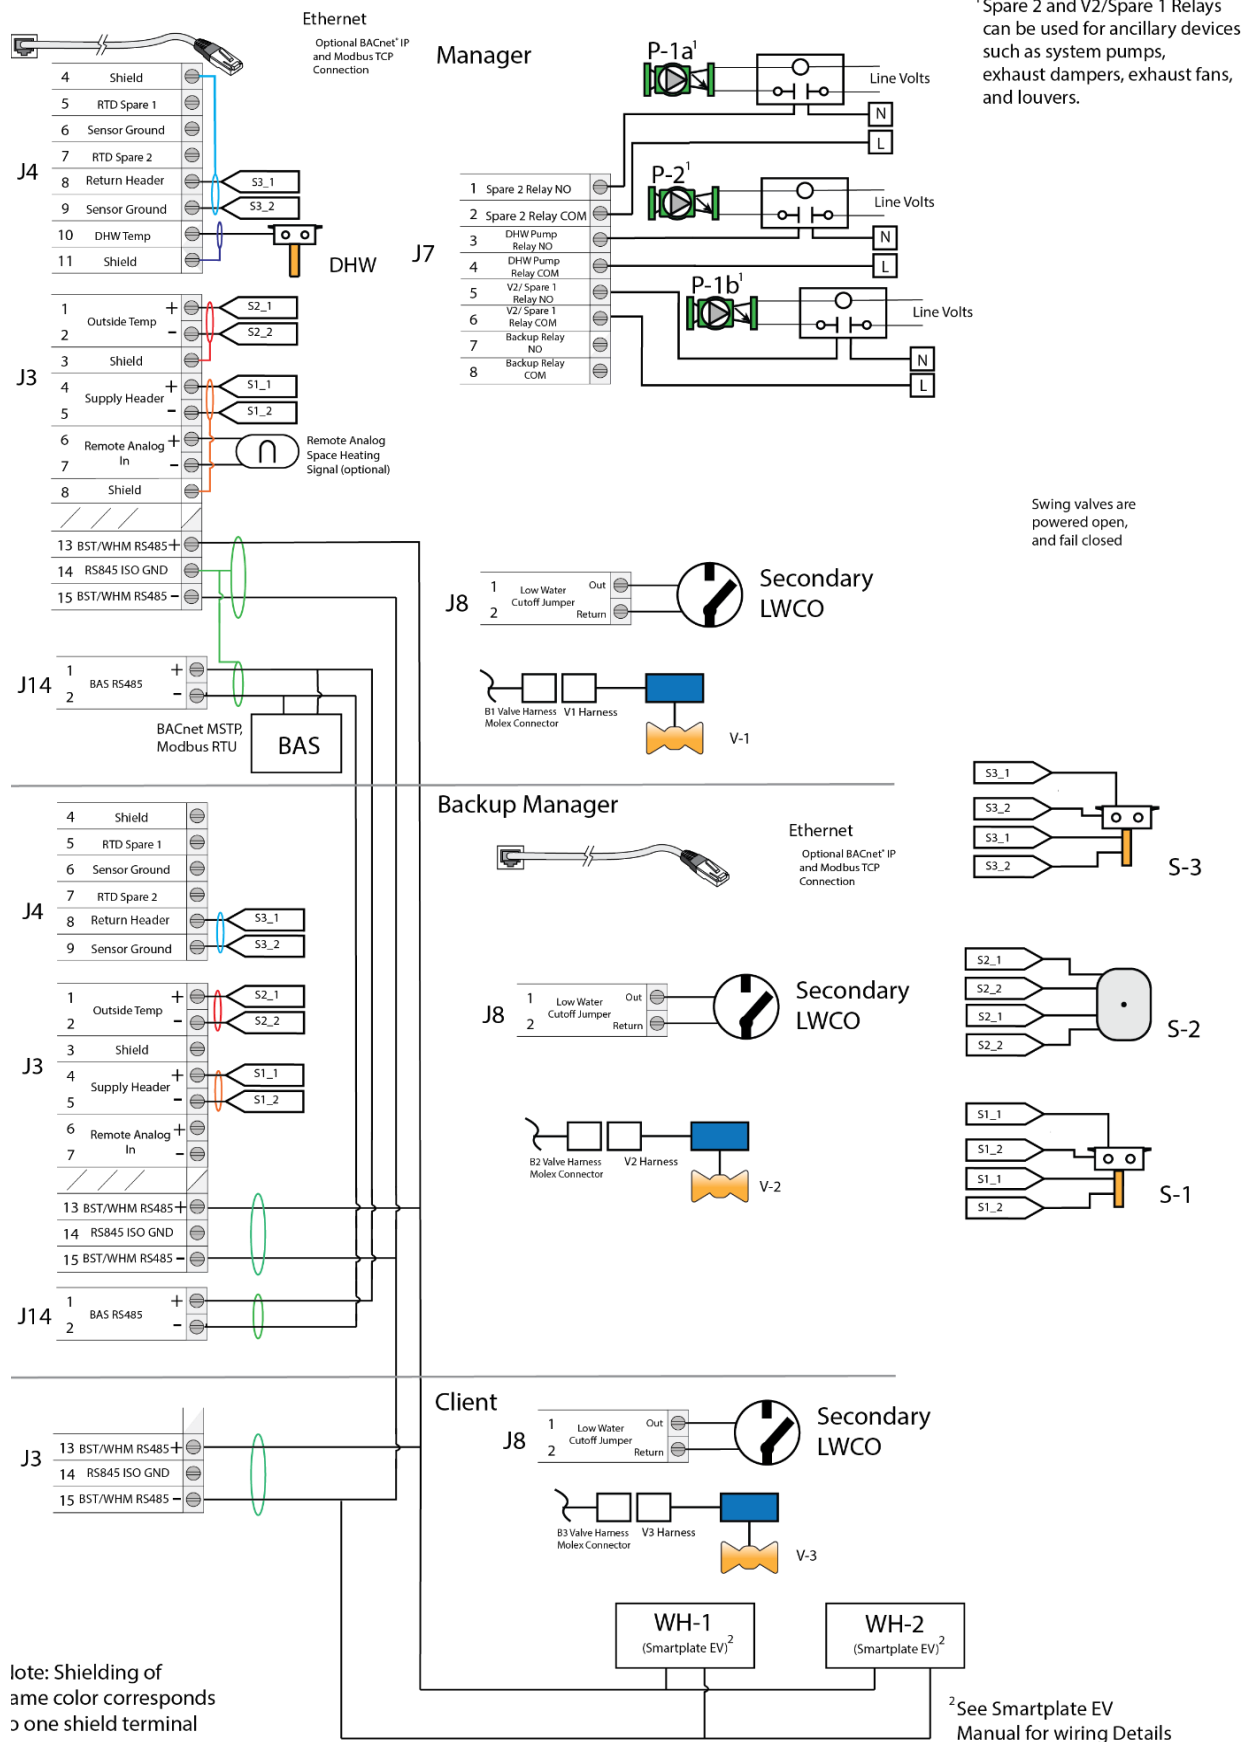 Ethernet
Optional BACnet® IP
and Modbus TCP
Connection
Manager
¹Spare 2 and V2/Spare 1 Relays
can be used for ancillary devices
such as system pumps,
exhaust dampers, exhaust fans,
and louvers.
J4
4 Shield
5 RTD Spare 1
6 Sensor Ground
7 RTD Spare 2
8 Return Header S3_1
9 Sensor Ground S3_2
10 DHW Temp
11 Shield
DHW
J3
1 Outside Temp + S2_1
2 - S2_2
3 Shield
4 Supply Header + S1_1
5 - S1_2
6 Remote Analog +
7 In -
8 Shield
Remote Analog
Space Heating
Signal (optional)
13 BST/WHM RS485 +
14 RS845 ISO GND
15 BST/WHM RS485 -
J14
1 BAS RS485 +
2 -
BACnet MSTP,
Modbus RTU
BAS
P-1a¹
Line Volts
N
L
P-2¹
Line Volts
N
L
P-1b¹
Line Volts
N
L
J7
1 Spare 2 Relay NO
2 Spare 2 Relay COM
3 DHW Pump
Relay NO
4 DHW Pump
Relay COM
5 V2/ Spare 1
Relay NO
6 V2/ Spare 1
Relay COM
7 Backup Relay
NO
8 Backup Relay
COM
Swing valves are
powered open,
and fail closed
J8
1 Low Water Out
2 Cutoff Jumper Return
Secondary
LWCO
B1 Valve Harness
Molex Connector
V1 Harness
V-1
Backup Manager
Ethernet
Optional BACnet® IP
and Modbus TCP
Connection
J4
4 Shield
5 RTD Spare 1
6 Sensor Ground
7 RTD Spare 2
8 Return Header S3_1
9 Sensor Ground S3_2
J3
1 Outside Temp + S2_1
2 - S2_2
3 Shield
4 Supply Header + S1_1
5 - S1_2
6 Remote Analog +
7 In -
13 BST/WHM RS485 +
14 RS845 ISO GND
15 BST/WHM RS485 -
J14
1 BAS RS485 +
2 -
J8
1 Low Water Out
2 Cutoff Jumper Return
Secondary
LWCO
B2 Valve Harness
Molex Connector
V2 Harness
V-2
S3_1
S3_2
S3_1
S3_2
S-3
S2_1
S2_2
S2_1
S2_2
S-2
S1_1
S1_2
S1_1
S1_2
S-1
Client
J3
13 BST/WHM RS485 +
14 RS845 ISO GND
15 BST/WHM RS485 -
J8
1 Low Water Out
2 Cutoff Jumper Return
Secondary
LWCO
B3 Valve Harness
Molex Connector
V3 Harness
V-3
WH-1
(Smartplate EV)²
WH-2
(Smartplate EV)²
lote: Shielding of
ame color corresponds
o one shield terminal
²See Smartplate EV
Manual for wiring Details